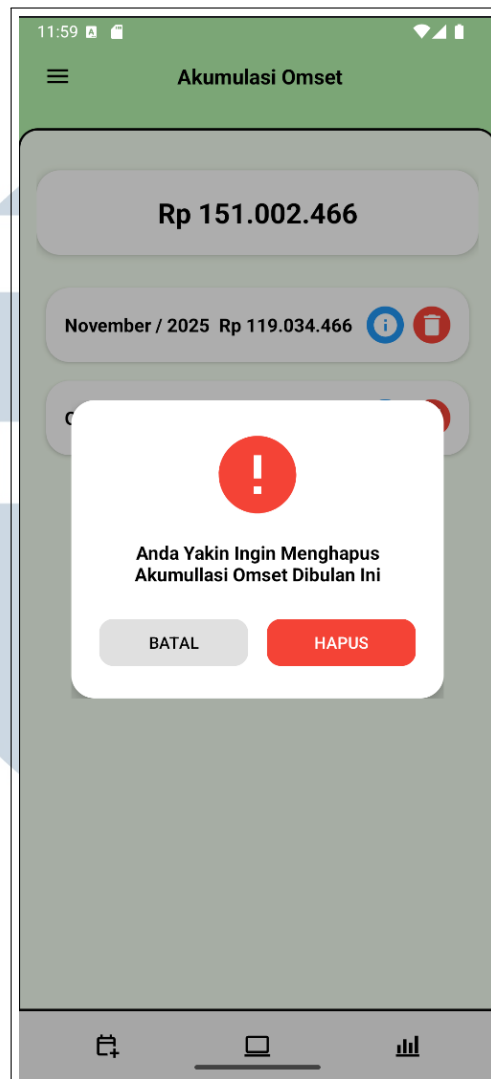 11:59
Akumulasi Omset
Rp 151.002.466
November / 2025 Rp 119.034.466
Anda Yakin Ingin Menghapus
Akumullasi Omset Dibulan Ini
BATAL
HAPUS